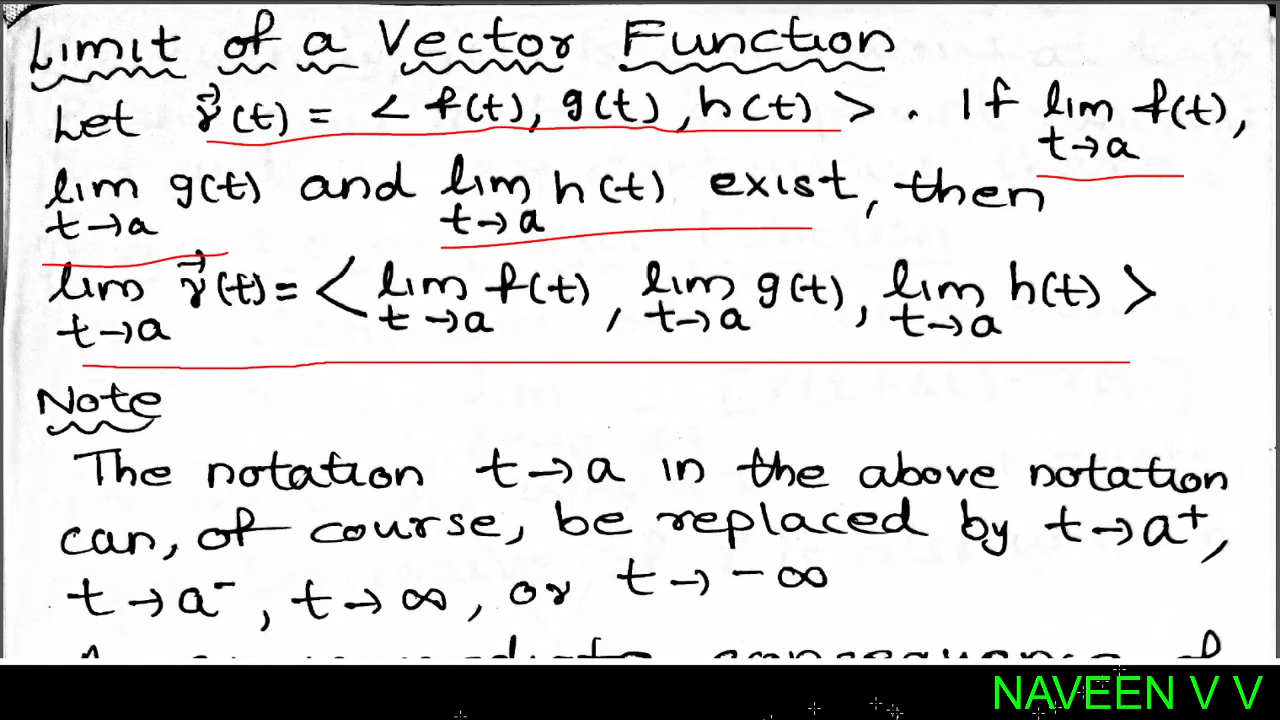 Limit of a Vector Function
Let r⃗(t) = < f(t), g(t), h(t) >. If lim t→a f(t),
lim t→a g(t) and lim t→a h(t) exist, then
lim t→a r⃗(t) = < lim t→a f(t), lim t→a g(t), lim t→a h(t) >
Note
The notation t→a in the above notation
can, of course, be replaced by t→a⁺,
t→a⁻, t→∞, or t→-∞
NAVEEN V V